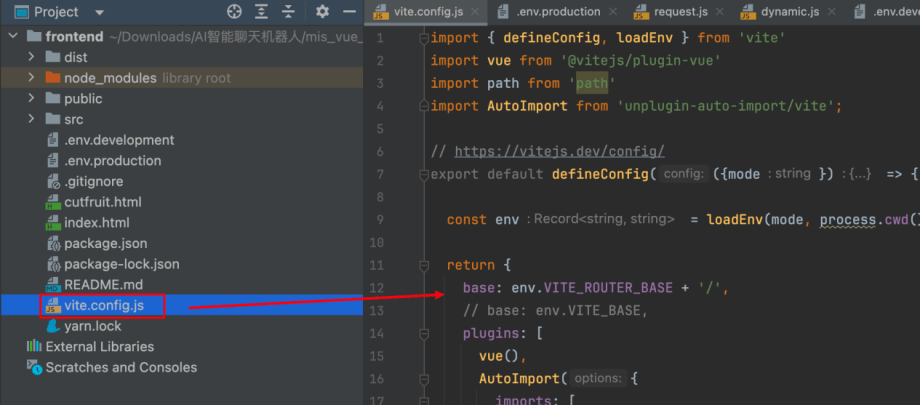 Project
frontend ~/Downloads/AI智能聊天机器人/mis_vue_
dist
node_modules library root
public
src
.env.development
.env.production
.gitignore
cutfruit.html
index.html
package.json
package-lock.json
README.md
vite.config.js
yarn.lock
External Libraries
Scratches and Consoles
vite.config.js .env.production request.js dynamic.js .env.deve
1 import { defineConfig, loadEnv } from 'vite'
2 import vue from '@vitejs/plugin-vue'
3 import path from 'path'
4 import AutoImport from 'unplugin-auto-import/vite';
5
6 // https://vitejs.dev/config/
7 export default defineConfig( config: ({mode : string }) :{...} => {
8
9 const env : Record<string, string> = loadEnv(mode, process.cwd()
10
11 return {
12 base: env.VITE_ROUTER_BASE + '/',
13 // base: env.VITE_BASE,
14 plugins: [
15 vue(),
16 AutoImport( options: {
17 imports: [